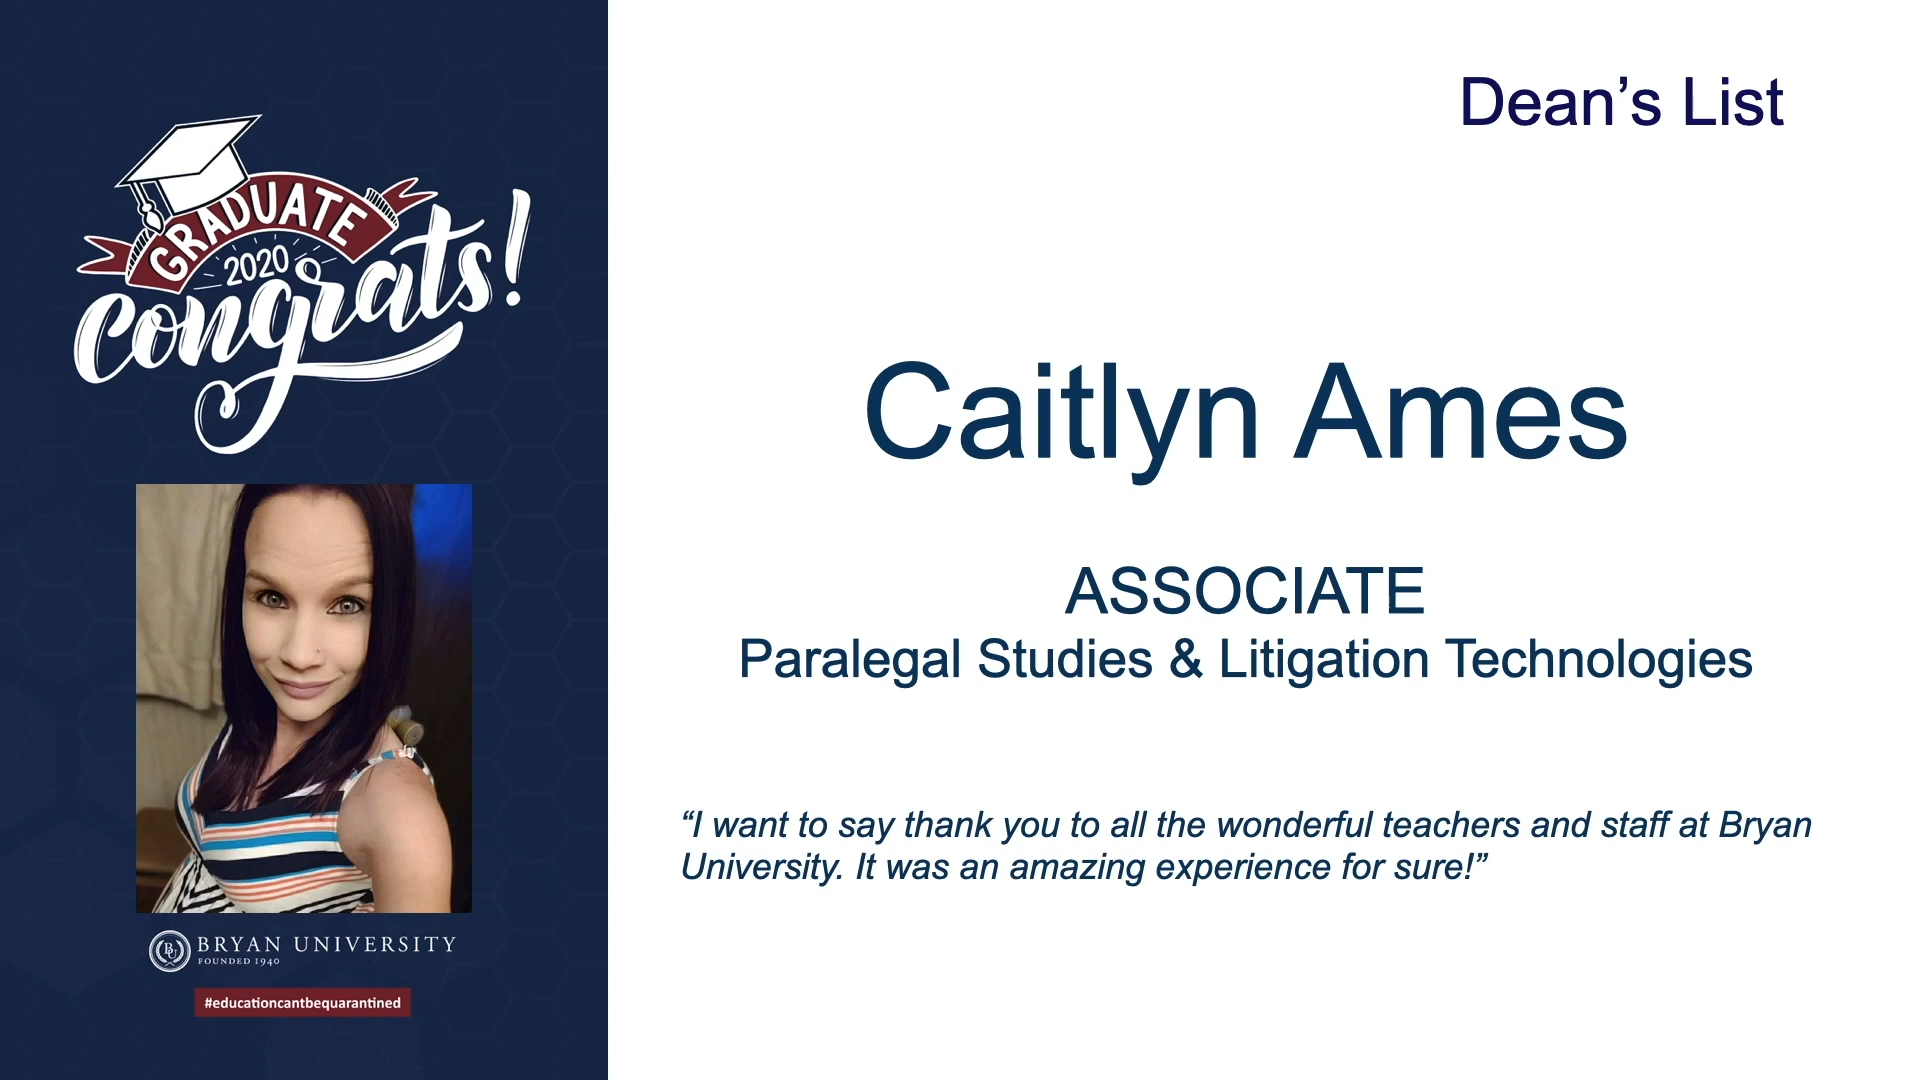 GRADUATE
2020
congrats!
BU
BRYAN UNIVERSITY
FOUNDED 1940
#educationcantbequarantined
Dean’s List
Caitlyn Ames
ASSOCIATE
Paralegal Studies & Litigation Technologies
“I want to say thank you to all the wonderful teachers and staff at Bryan
University. It was an amazing experience for sure!”